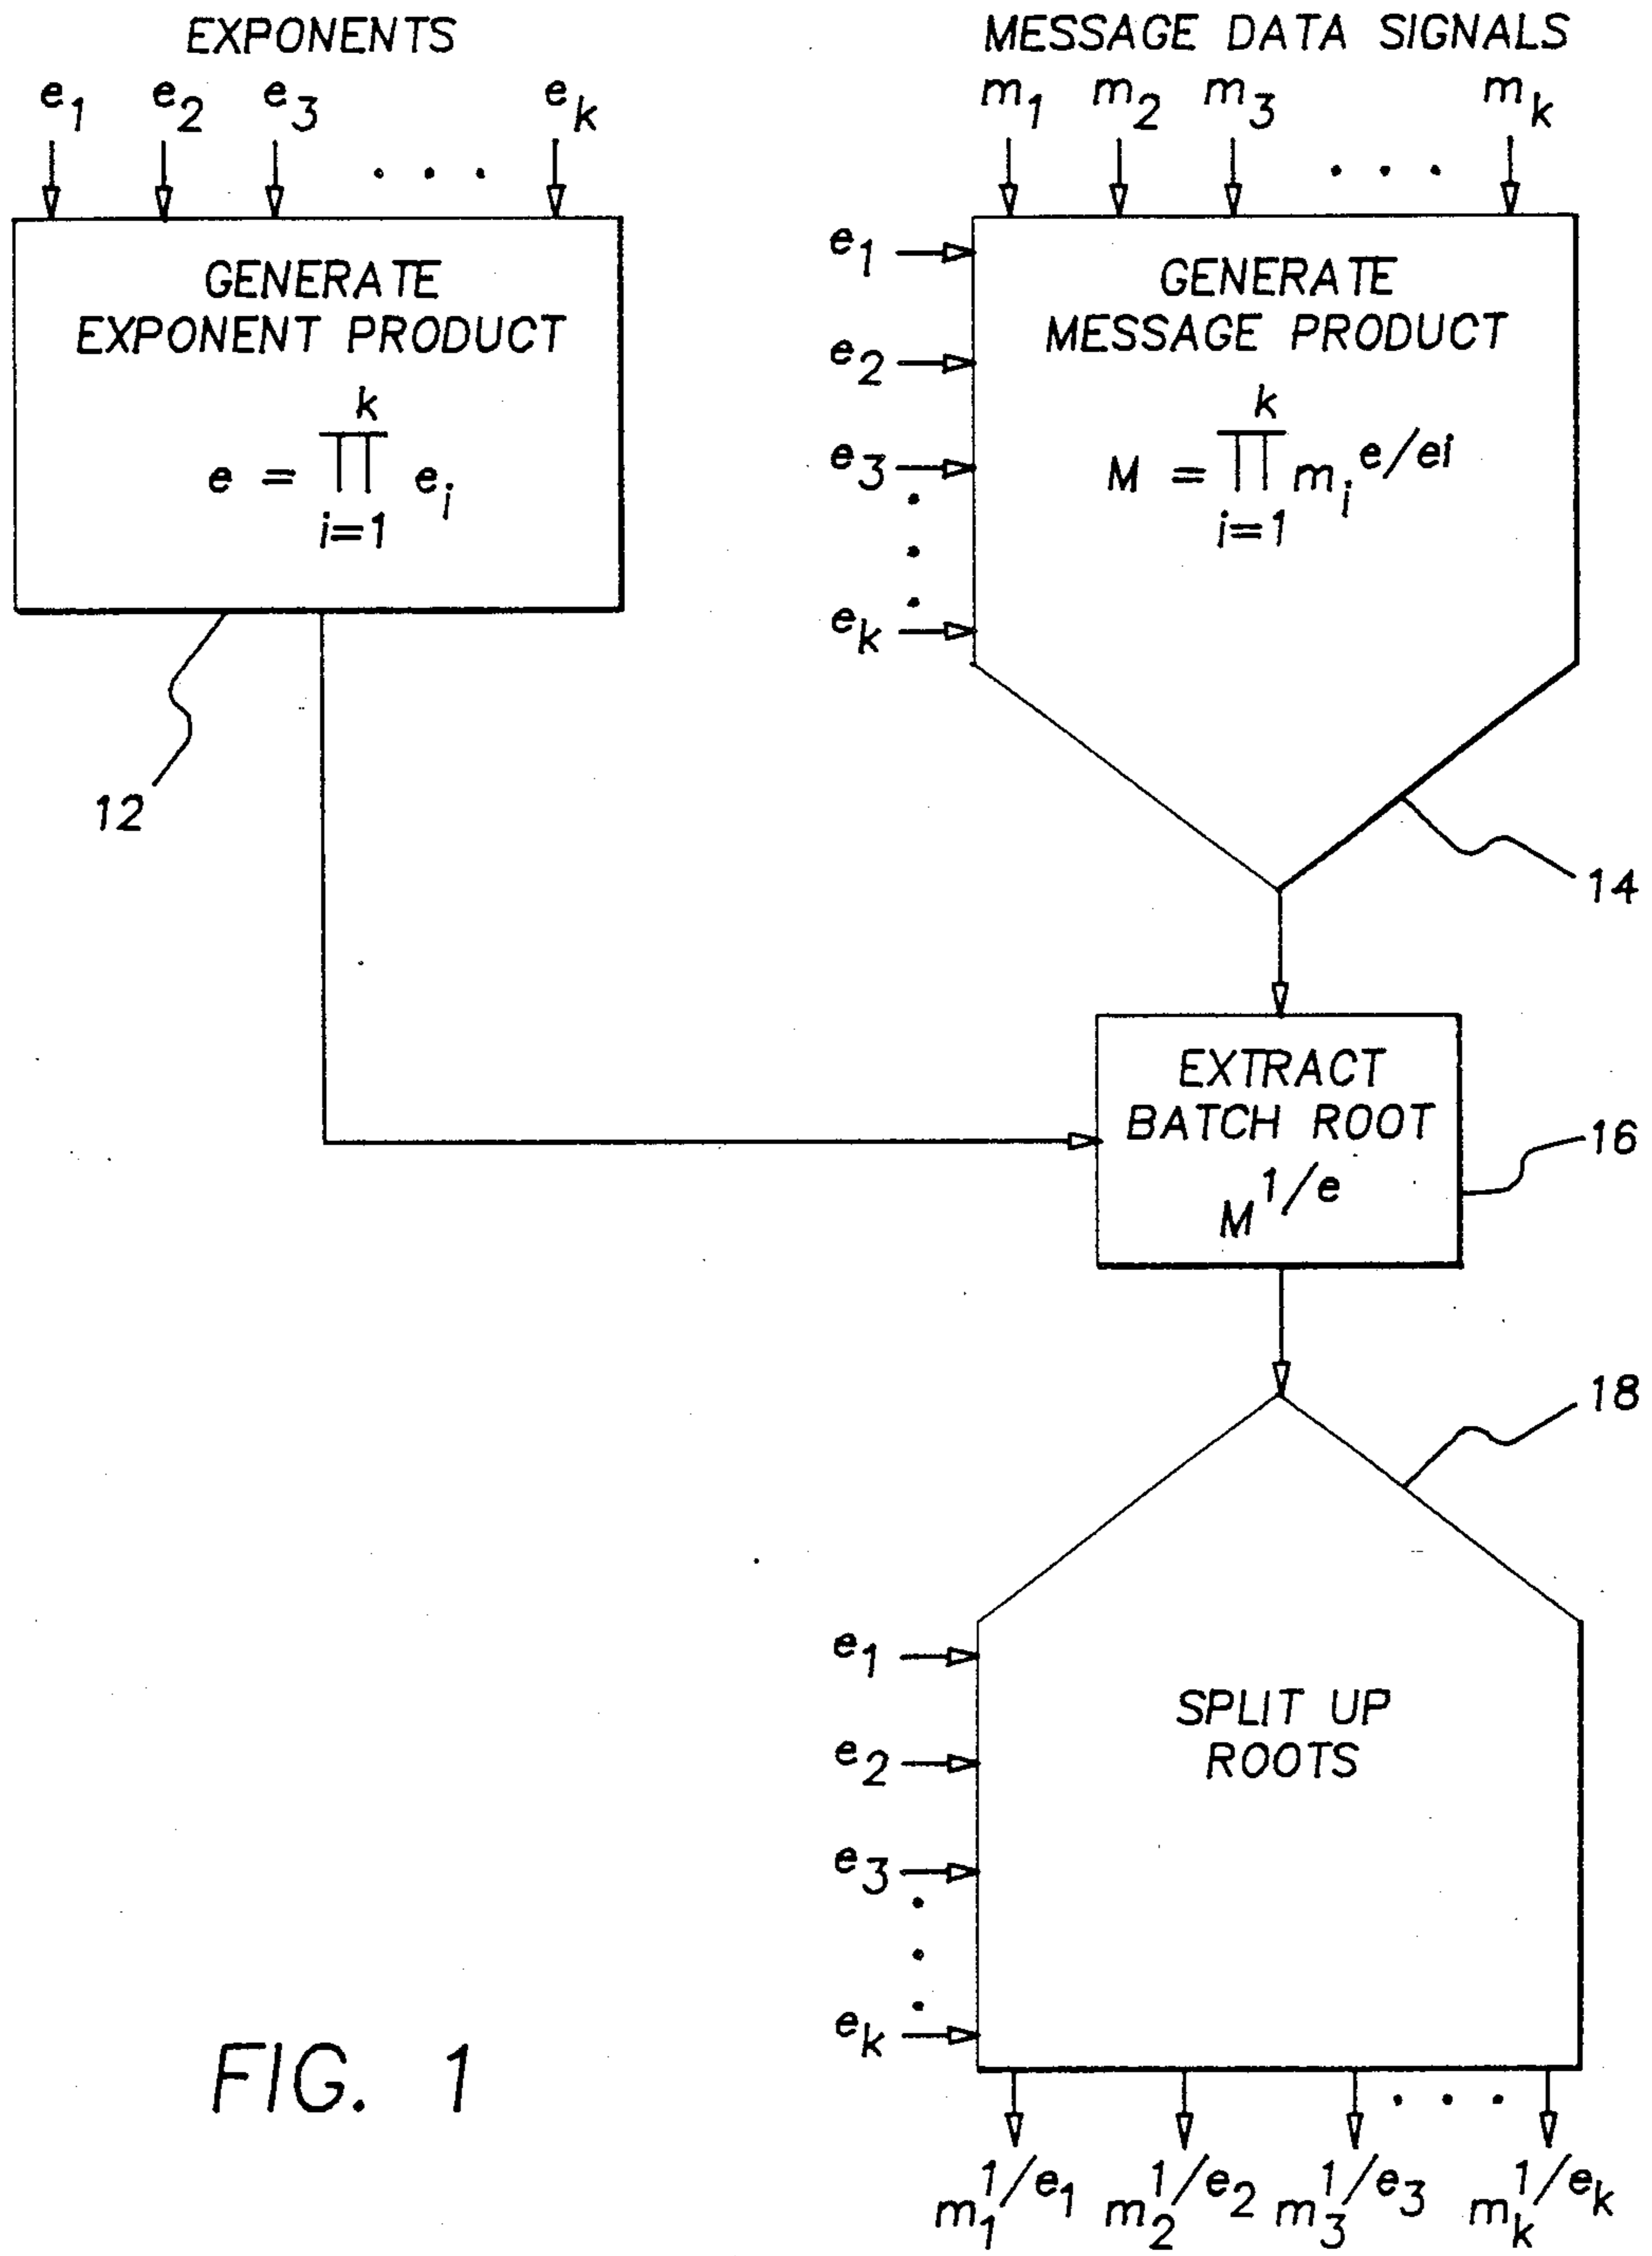 EXPONENTS
e1 e2 e3 . . . ek
GENERATE
EXPONENT PRODUCT
k
e = ∏ ei
i=1
12
MESSAGE DATA SIGNALS
m1 m2 m3 . . . mk
e1
e2
e3
.
.
.
ek
GENERATE
MESSAGE PRODUCT
k
M = ∏ mi e/ei
i=1
14
EXTRACT
BATCH ROOT
M 1/e
16
18
e1
e2
e3
.
.
.
ek
SPLIT UP
ROOTS
. . .
m1 1/e1 m2 1/e2 m3 1/e3 mk 1/ek
FIG. 1